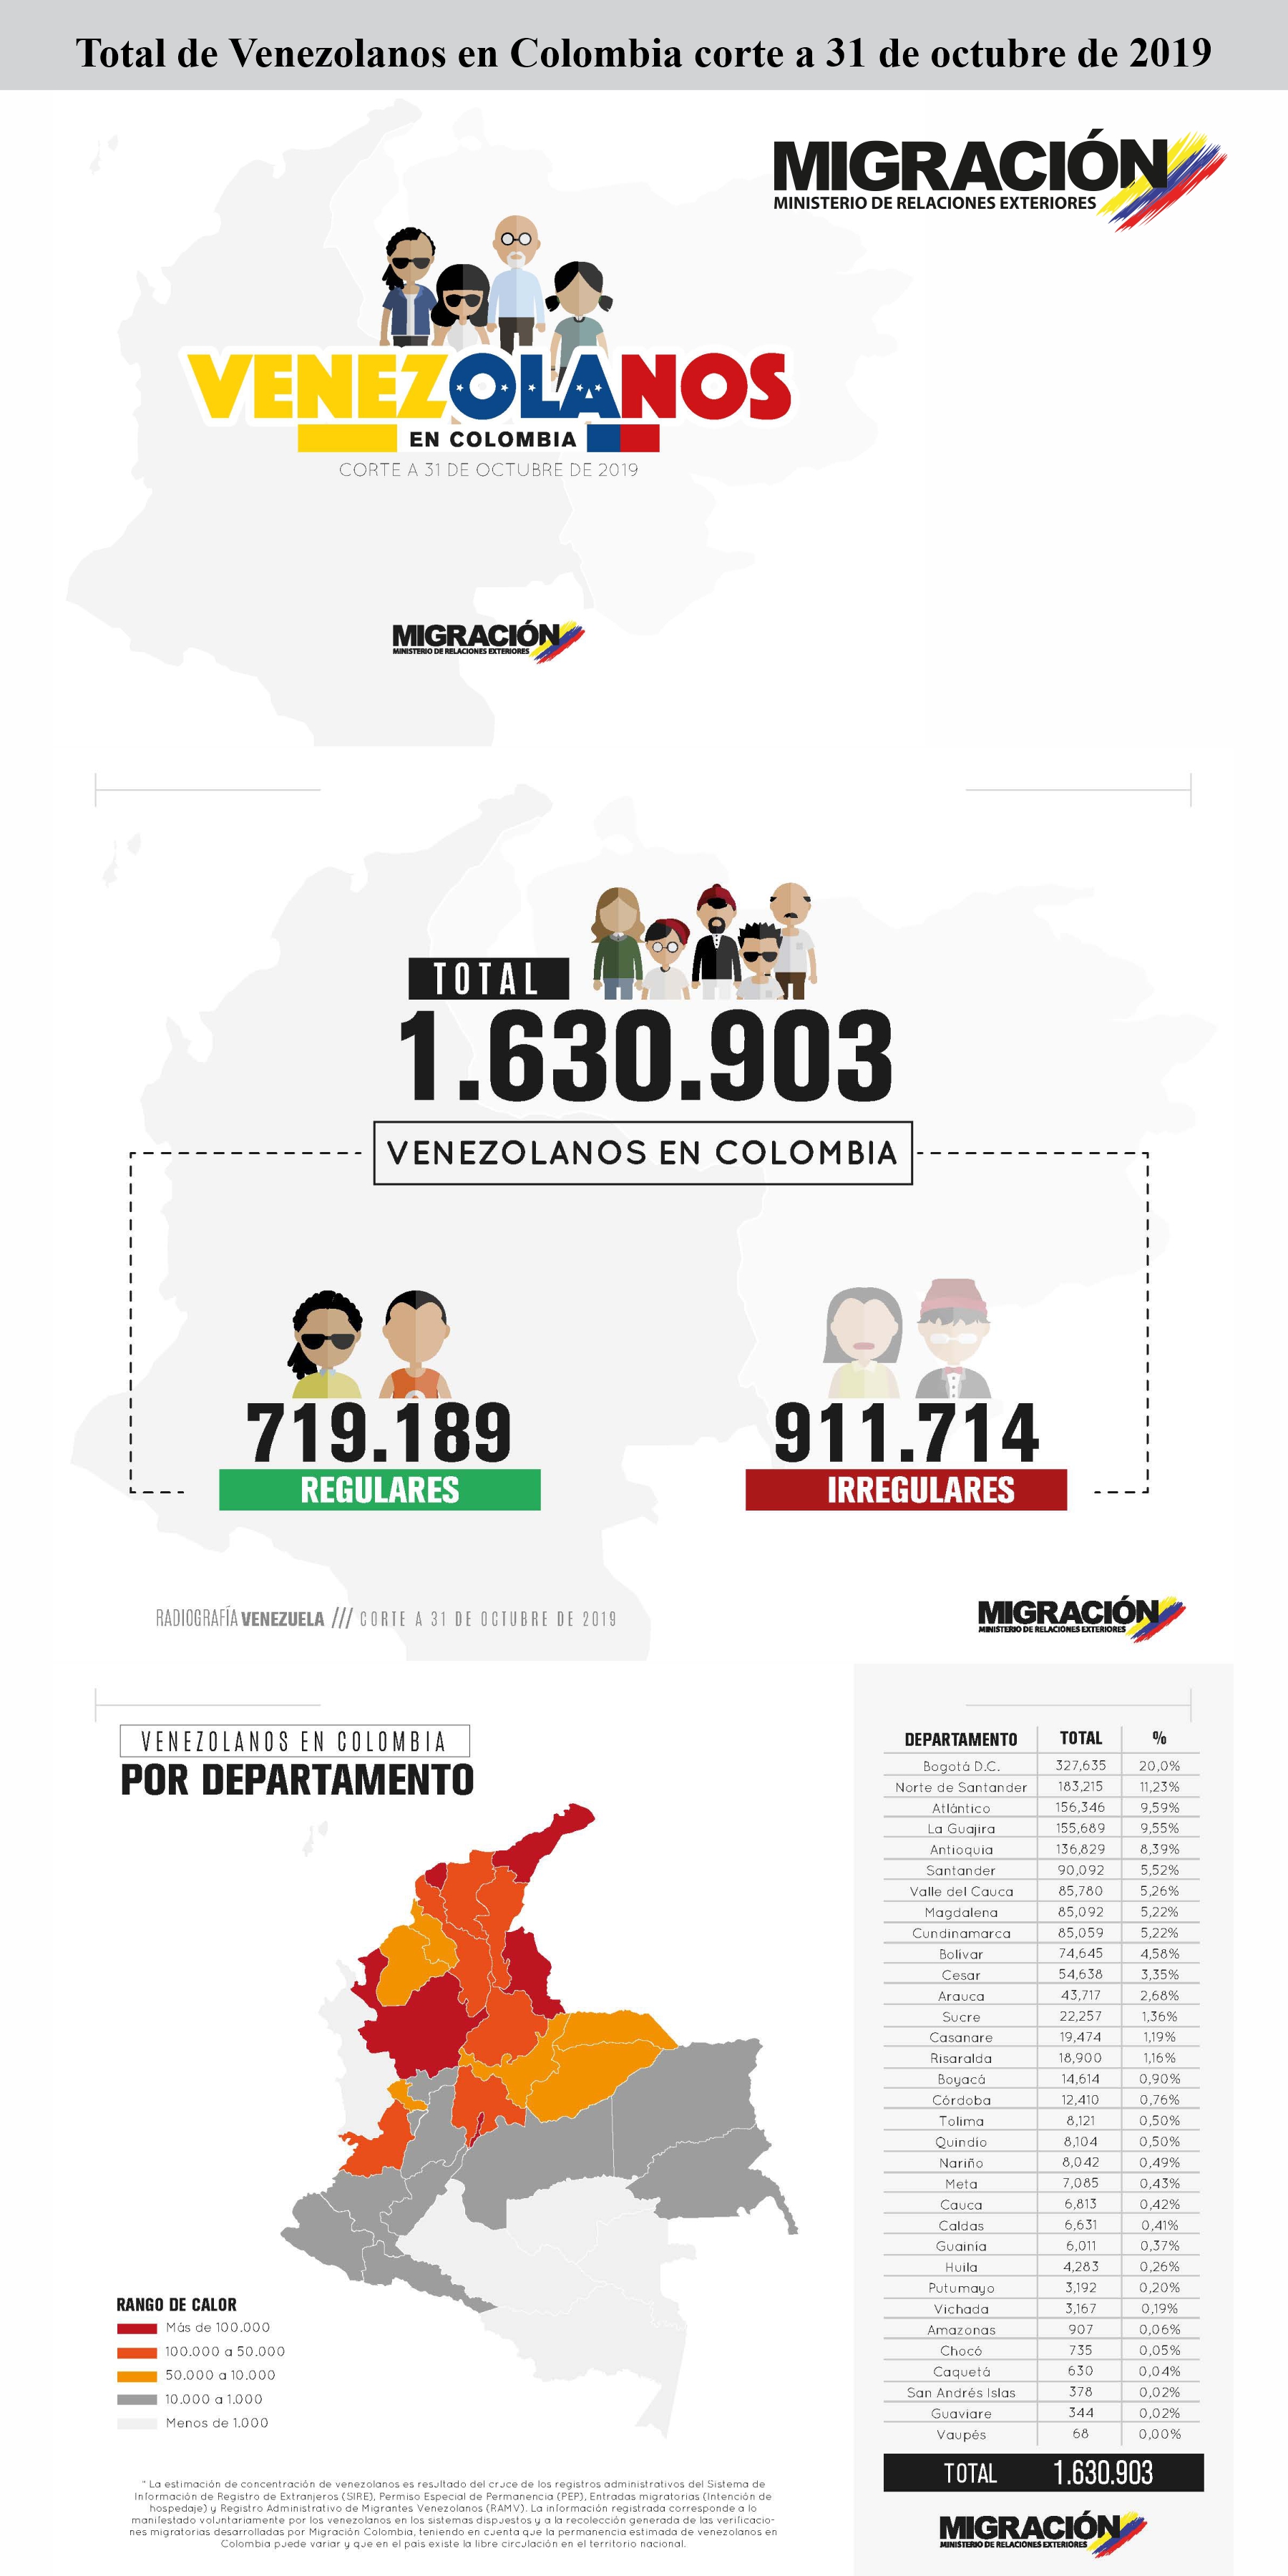 Total de Venezolanos en Colombia corte a 31 de octubre de 2019
MIGRACIÓN
MINISTERIO DE RELACIONES EXTERIORES
VENEZOLANOS
EN COLOMBIA
CORTE A 31 DE OCTUBRE DE 2019
MIGRACIÓN
MINISTERIO DE RELACIONES EXTERIORES
TOTAL
1.630.903
VENEZOLANOS EN COLOMBIA
719.189
REGULARES
911.714
IRREGULARES
RADIOGRAFÍA VENEZUELA /// CORTE A 31 DE OCTUBRE DE 2019
MIGRACIÓN
MINISTERIO DE RELACIONES EXTERIORES
VENEZOLANOS EN COLOMBIA
POR DEPARTAMENTO
RANGO DE CALOR
Más de 100.000
100.000 a 50.000
50.000 a 10.000
10.000 a 1.000
Menos de 1.000
" La estimación de concentración de venezolanos es resultado del cruce de los registros administrativos del Sistema de
Información de Registro de Extranjeros (SIRE), Permiso Especial de Permanencia (PEP), Entradas migratorias (Intención de
hospedaje) y Registro Administrativo de Migrantes Venezolanos (RAMV). La información registrada corresponde a lo
manifestado voluntariamente por los venezolanos en los sistemas dispuestos y a la recolección generada de las verificacio-
nes migratorias desarrolladas por Migración Colombia, teniendo en cuenta que la permanencia estimada de venezolanos en
Colombia puede variar y que en el país existe la libre circulación en el territorio nacional.
DEPARTAMENTO TOTAL %
Bogotá D.C. 327,635 20,0%
Norte de Santander 183,215 11,23%
Atlántico 156,346 9,59%
La Guajira 155,689 9,55%
Antioquia 136,829 8,39%
Santander 90,092 5,52%
Valle del Cauca 85,780 5,26%
Magdalena 85,092 5,22%
Cundinamarca 85,059 5,22%
Bolívar 74,645 4,58%
Cesar 54,638 3,35%
Arauca 43,717 2,68%
Sucre 22,257 1,36%
Casanare 19,474 1,19%
Risaralda 18,900 1,16%
Boyacá 14,614 0,90%
Córdoba 12,410 0,76%
Tolima 8,121 0,50%
Quindío 8,104 0,50%
Nariño 8,042 0,49%
Meta 7,085 0,43%
Cauca 6,813 0,42%
Caldas 6,631 0,41%
Guainía 6,011 0,37%
Huila 4,283 0,26%
Putumayo 3,192 0,20%
Vichada 3,167 0,19%
Amazonas 907 0,06%
Chocó 735 0,05%
Caquetá 630 0,04%
San Andrés Islas 378 0,02%
Guaviare 344 0,02%
Vaupés 68 0,00%
TOTAL 1.630.903
MIGRACIÓN
MINISTERIO DE RELACIONES EXTERIORES